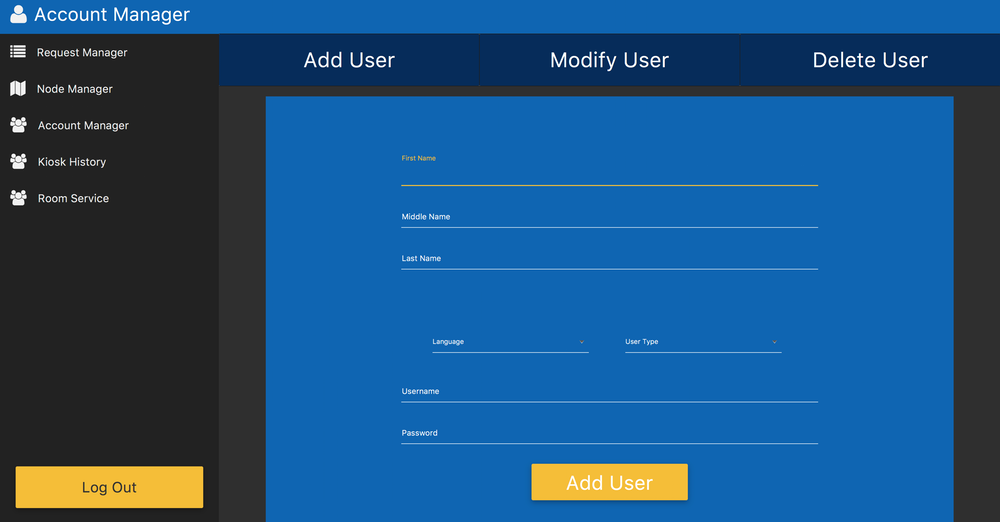 Account Manager
Request Manager
Node Manager
Account Manager
Kiosk History
Room Service
Log Out
Add User
Modify User
Delete User
First Name
Middle Name
Last Name
Language
User Type
Username
Password
Add User